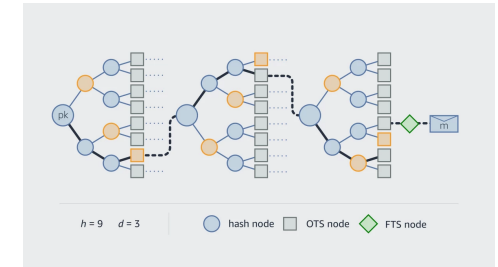 pk
m
h = 9 d = 3
hash node OTS node FTS node